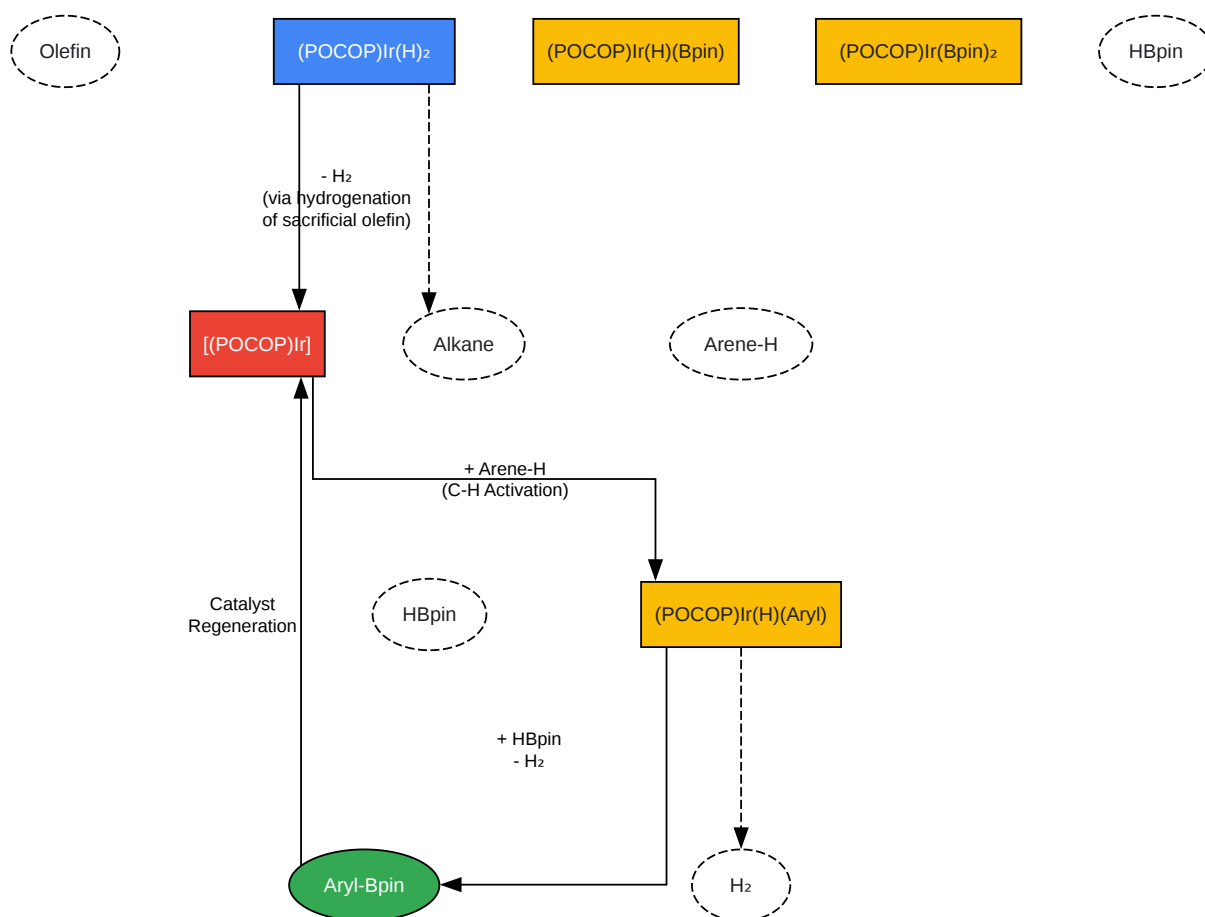 Olefin
(POCOP)Ir(H)₂
(POCOP)Ir(H)(Bpin)
(POCOP)Ir(Bpin)₂
HBpin
- H₂
(via hydrogenation
of sacrificial olefin)
[(POCOP)Ir]
Alkane
Arene-H
+ Arene-H
(C-H Activation)
Catalyst
Regeneration
HBpin
(POCOP)Ir(H)(Aryl)
+ HBpin
- H₂
Aryl-Bpin
H₂